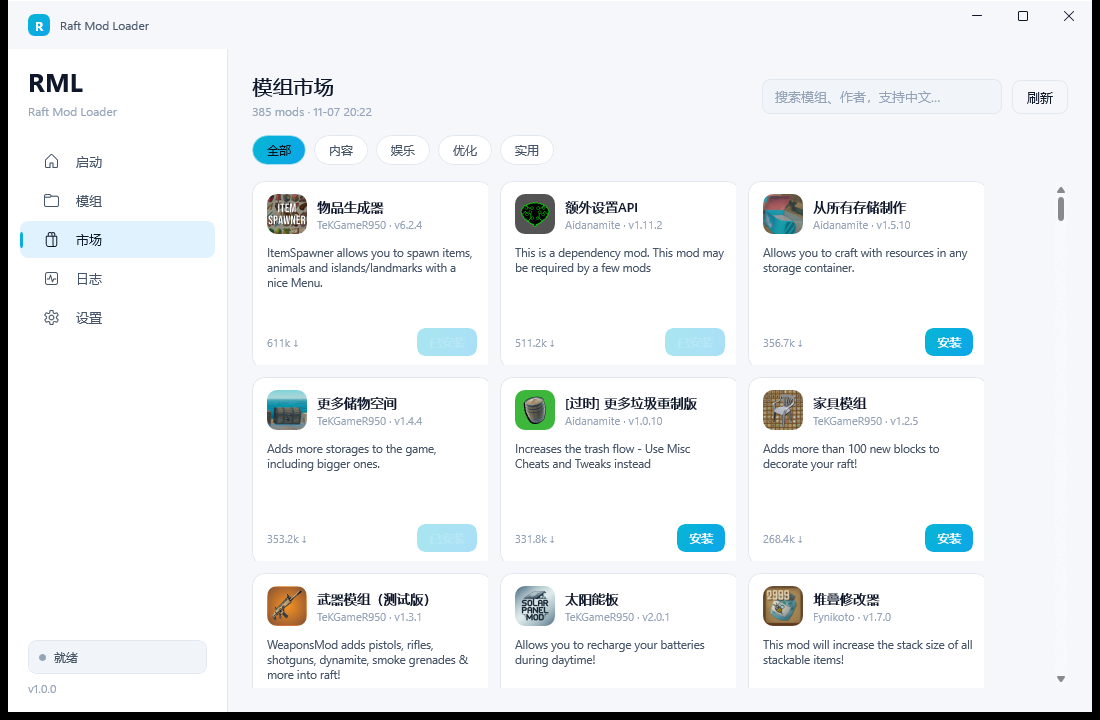 R Raft Mod Loader
RML
Raft Mod Loader
启动
模组
市场
日志
设置
就绪
v1.0.0
模组市场
385 mods · 11-07 20:22
搜索模组、作者，支持中文...
刷新
全部
内容
娱乐
优化
实用
ITEM
SPAWNER
物品生成器
TeKGameR950 · v6.2.4
ItemSpawner allows you to spawn items,
animals and islands/landmarks with a
nice Menu.
611k ↓
已安装
额外设置API
Aidanamite · v1.11.2
This is a dependency mod. This mod may
be required by a few mods
511.2k ↓
已安装
从所有存储制作
Aidanamite · v1.5.10
Allows you to craft with resources in any
storage container.
356.7k ↓
安装
更多储物空间
TeKGameR950 · v1.4.4
Adds more storages to the game,
including bigger ones.
353.2k ↓
已安装
[过时] 更多垃圾重制版
Aidanamite · v1.0.10
Increases the trash flow - Use Misc
Cheats and Tweaks instead
331.8k ↓
安装
家具模组
TeKGameR950 · v1.2.5
Adds more than 100 new blocks to
decorate your raft!
268.4k ↓
安装
武器模组（测试版）
TeKGameR950 · v1.3.1
WeaponsMod adds pistols, rifles,
shotguns, dynamite, smoke grenades &
more into raft!
SOLAR
PANEL
MOD
太阳能板
TeKGameR950 · v2.0.1
Allows you to recharge your batteries
during daytime!
堆叠修改器
Fynikoto · v1.7.0
This mod will increase the stack size of all
stackable items!